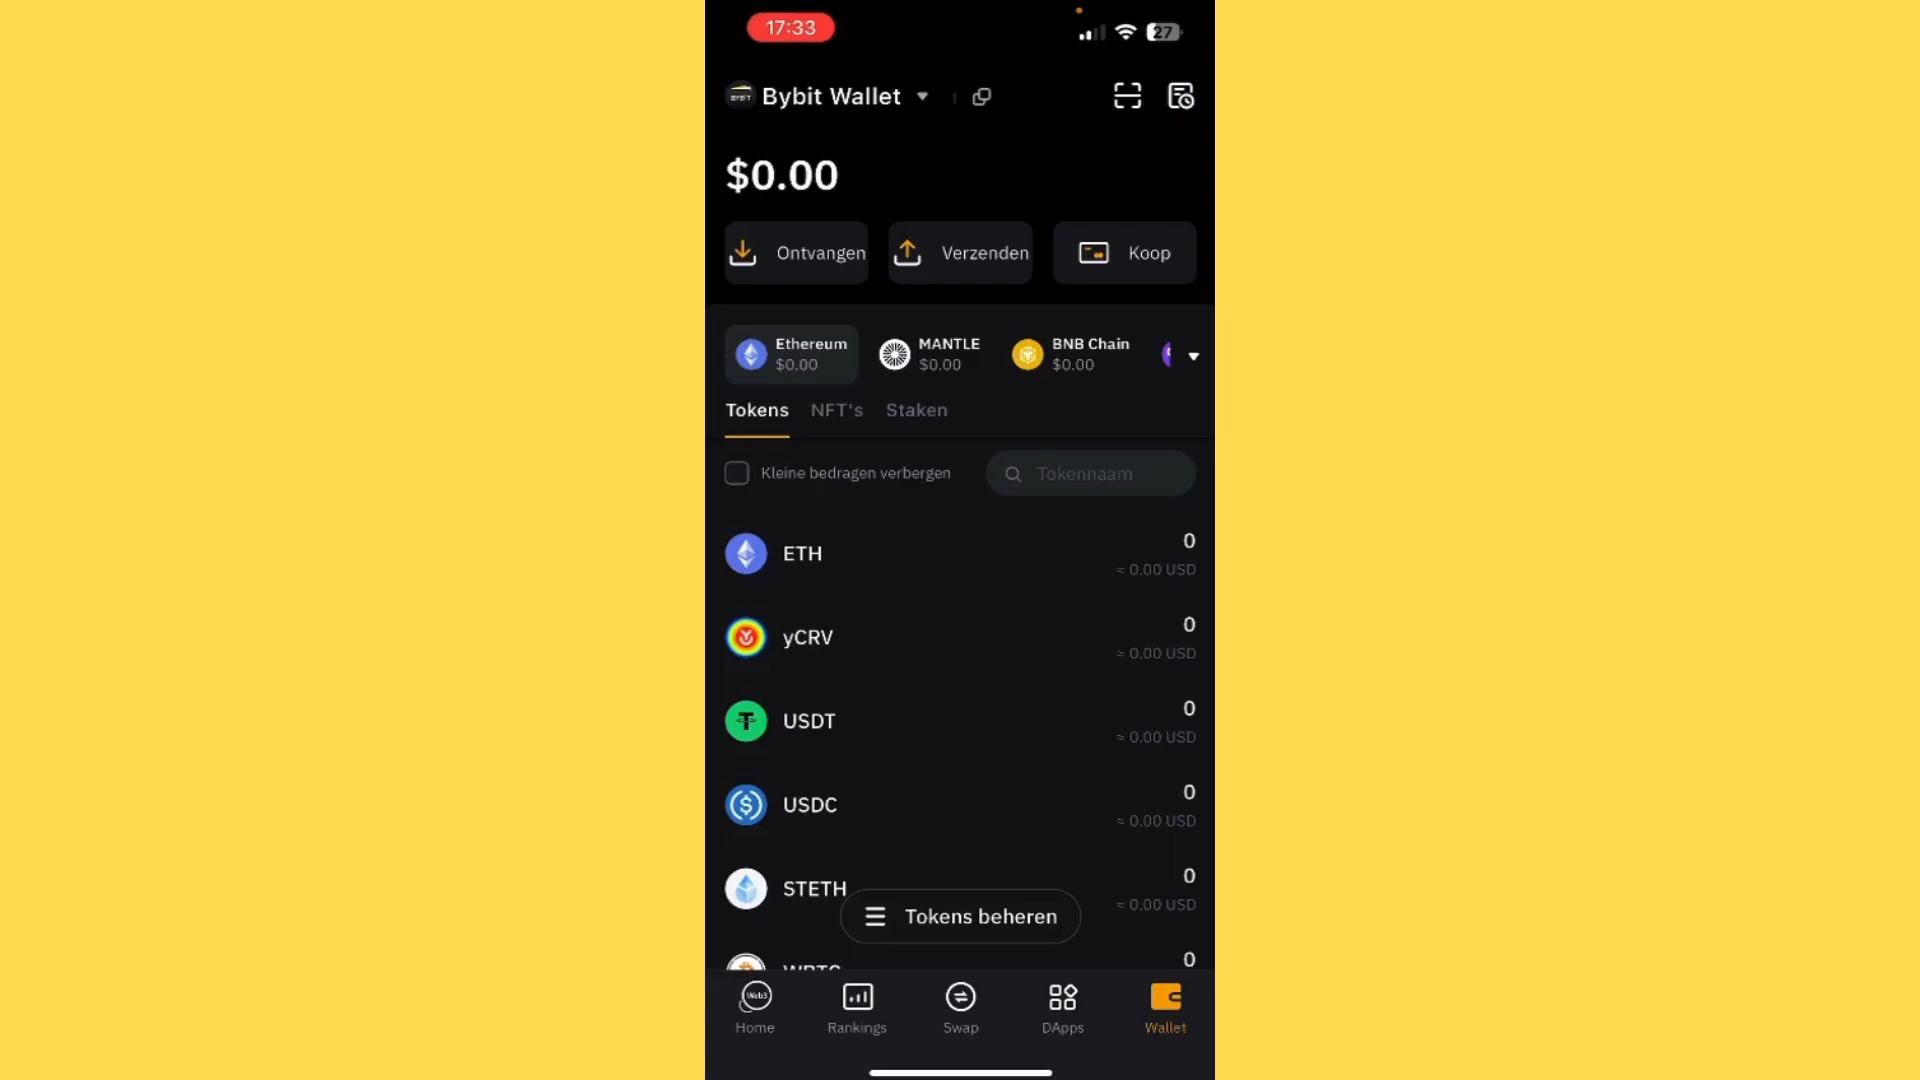 17:33
27
BYBIT Bybit Wallet
$0.00
Ontvangen Verzenden Koop
Ethereum MANTLE BNB Chain
$0.00 $0.00 $0.00
Tokens NFT's Staken
Kleine bedragen verbergen Tokennaam
ETH 0
≈ 0.00 USD
yCRV 0
≈ 0.00 USD
USDT 0
≈ 0.00 USD
USDC 0
≈ 0.00 USD
STETH 0
≈ 0.00 USD
Tokens beheren
WBTC 0
Web3
Home Rankings Swap DApps Wallet